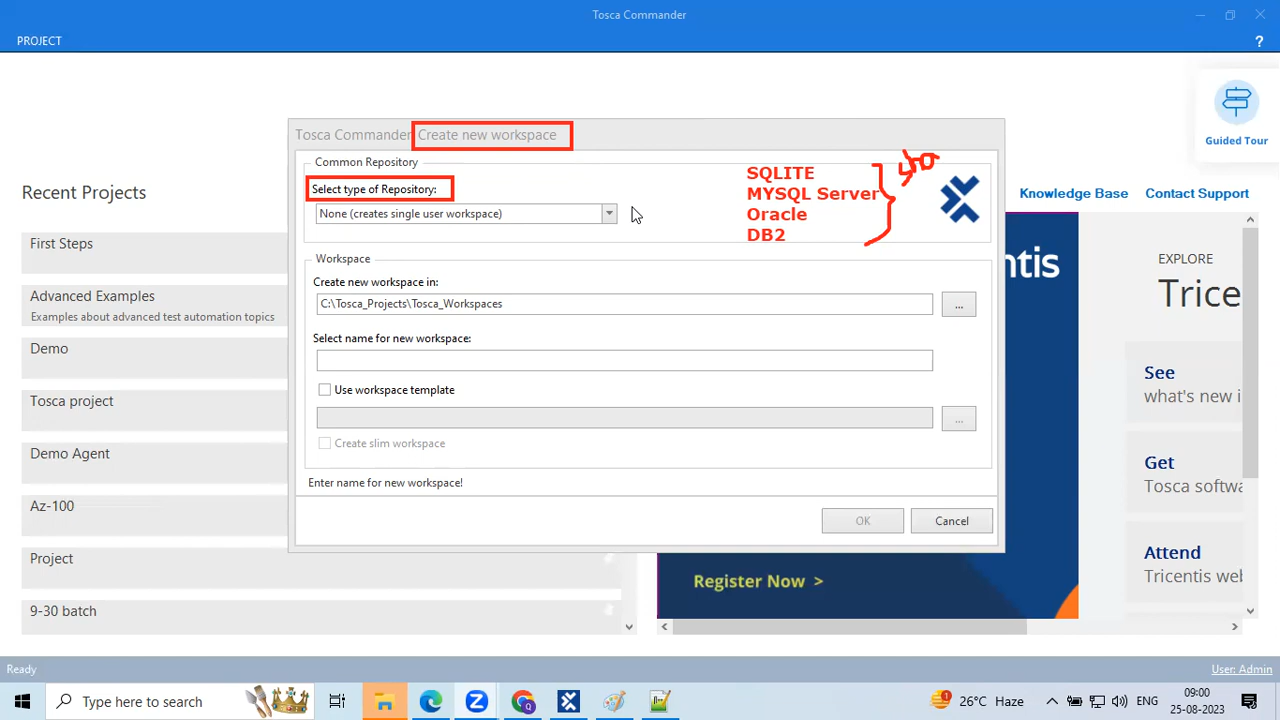 Tosca Commander
PROJECT
?
Guided Tour
Recent Projects
Knowledge Base Contact Support
First Steps
Advanced Examples
Examples about advanced test automation topics
Demo
Tosca project
Demo Agent
Az-100
Project
9-30 batch
Tosca Commander Create new workspace
Common Repository
Select type of Repository:
None (creates single user workspace)
SQLITE
MYSQL Server
Oracle
DB2
Workspace
Create new workspace in:
C:\Tosca_Projects\Tosca_Workspaces
...
Select name for new workspace:
Use workspace template
...
Create slim workspace
Enter name for new workspace!
OK Cancel
ntis
Register Now >
EXPLORE
Trice
See
what's new i
Get
Tosca softw
Attend
Tricentis wel
Ready
User: Admin
Type here to search
1
26°C Haze
ENG
09:00
25-08-2023